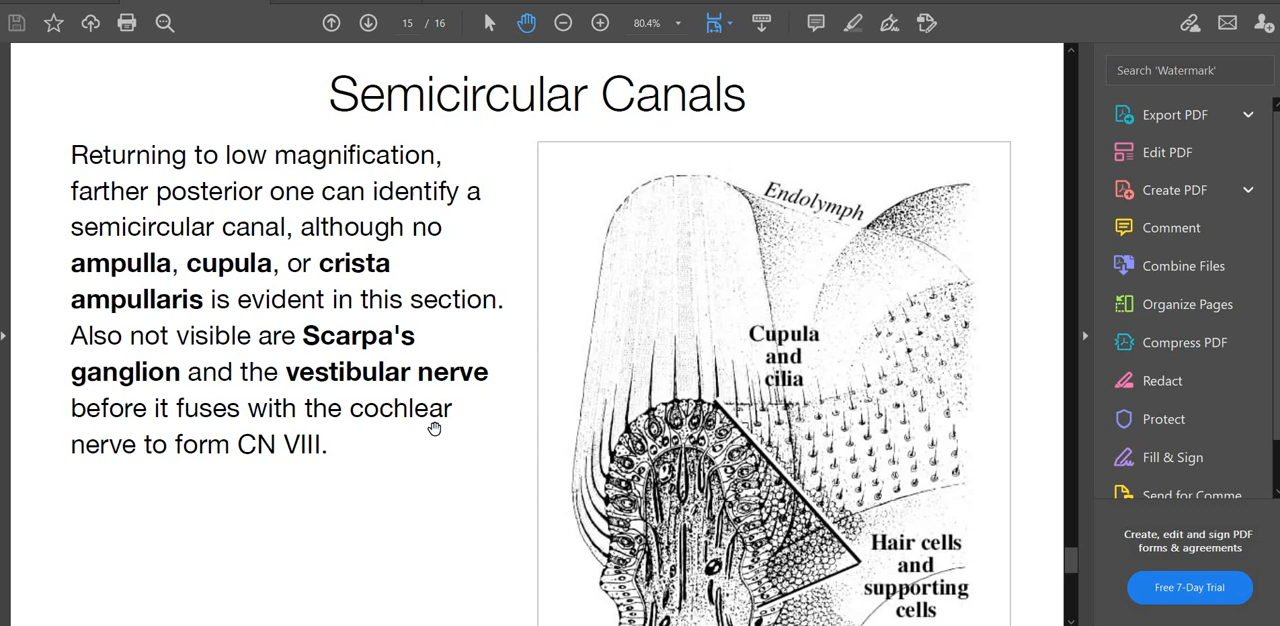 15 / 16
80.4%
Semicircular Canals
Returning to low magnification,
farther posterior one can identify a
semicircular canal, although no
ampulla, cupula, or crista
ampullaris is evident in this section.
Also not visible are Scarpa's
ganglion and the vestibular nerve
before it fuses with the cochlear
nerve to form CN VIII.
Endolymph
Cupula
and
cilia
Hair cells
and
supporting
cells
Search 'Watermark'
Export PDF
Edit PDF
Create PDF
Comment
Combine Files
Organize Pages
Compress PDF
Redact
Protect
Fill & Sign
Send for Comme
Create, edit and sign PDF
forms & agreements
Free 7-Day Trial